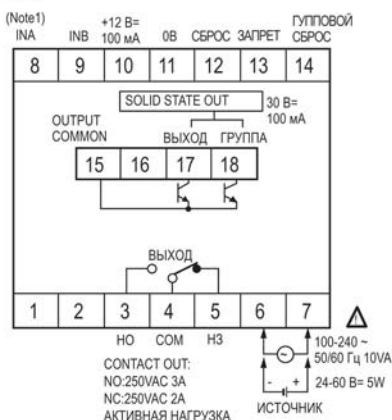 (Note1)
INA
INB
+12 В=
100 мА
0В
СБРОС
ЗАПРЕТ
ГУППОВОЙ
СБРОС
8 9 10 11 12 13 14
SOLID STATE OUT
30 В=
100 мА
OUTPUT
COMMON
ВЫХОД
ГРУППА
15 16 17 18
ВЫХОД
1 2 3 4 5 6 7
НО
COM
НЗ
CONTACT OUT:
NO:250VAC 3A
NC:250VAC 2A
АКТИВНАЯ НАГРУЗКА
100-240 ~
50/60 Гц 10VA
- +
24-60 В= 5W
ИСТОЧНИК